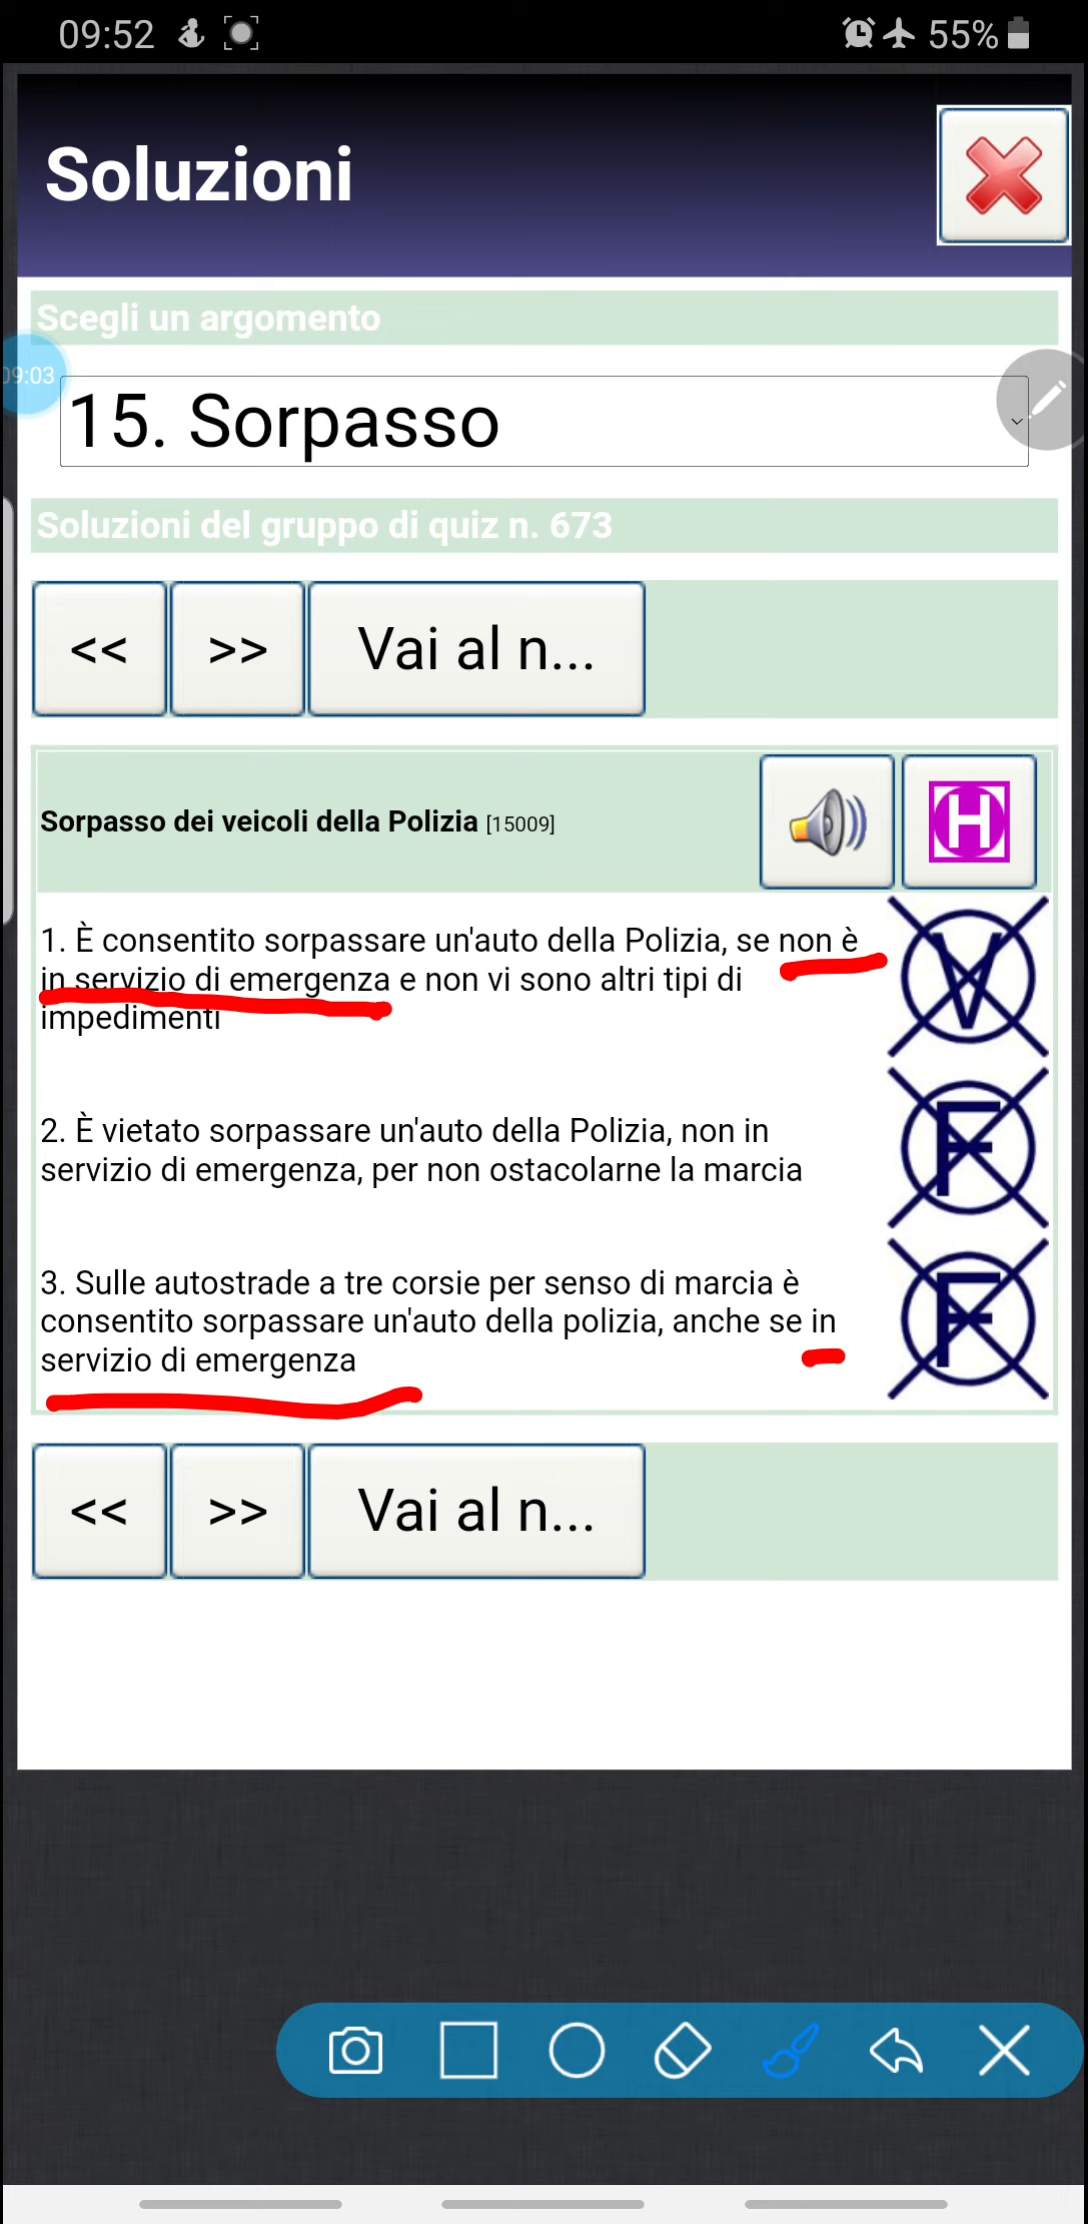 09:52
55%
Soluzioni
Scegli un argomento
09:03
15. Sorpasso
Soluzioni del gruppo di quiz n. 673
<< >> Vai al n...
Sorpasso dei veicoli della Polizia [15009]
H
1. È consentito sorpassare un'auto della Polizia, se non è
in servizio di emergenza e non vi sono altri tipi di
impedimenti
V
2. È vietato sorpassare un'auto della Polizia, non in
servizio di emergenza, per non ostacolarne la marcia
F
3. Sulle autostrade a tre corsie per senso di marcia è
consentito sorpassare un'auto della polizia, anche se in
servizio di emergenza
F
<< >> Vai al n...